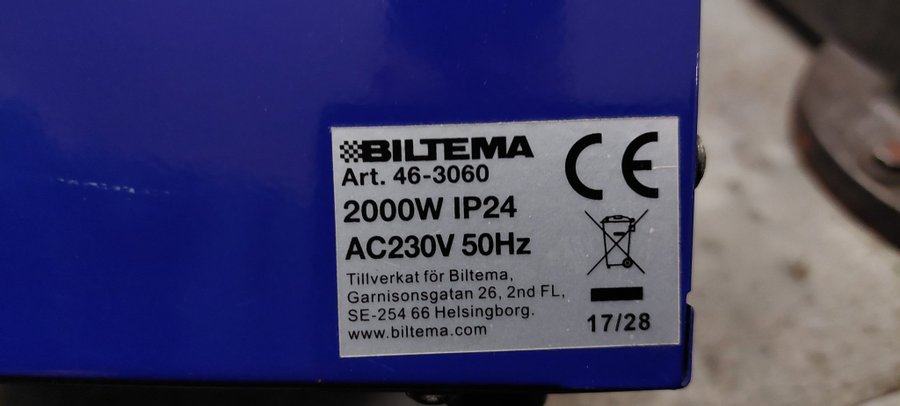 BILTEMA
Art. 46-3060
2000W IP24
AC230V 50Hz
Tillverkat för Biltema,
Garnisonsgatan 26, 2nd FL,
SE-254 66 Helsingborg.
www.biltema.com
CE
17/28